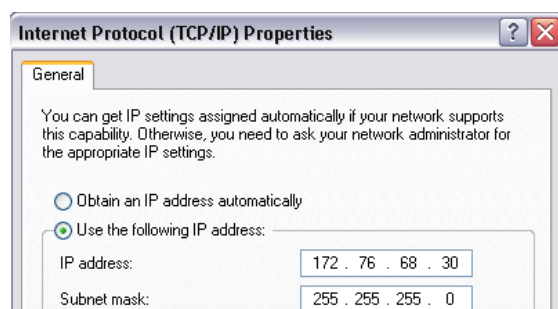 Internet Protocol (TCP/IP) Properties
General
You can get IP settings assigned automatically if your network supports
this capability. Otherwise, you need to ask your network administrator for
the appropriate IP settings.
Obtain an IP address automatically
Use the following IP address:
IP address: 172 . 76 . 68 . 30
Subnet mask: 255 . 255 . 255 . 0